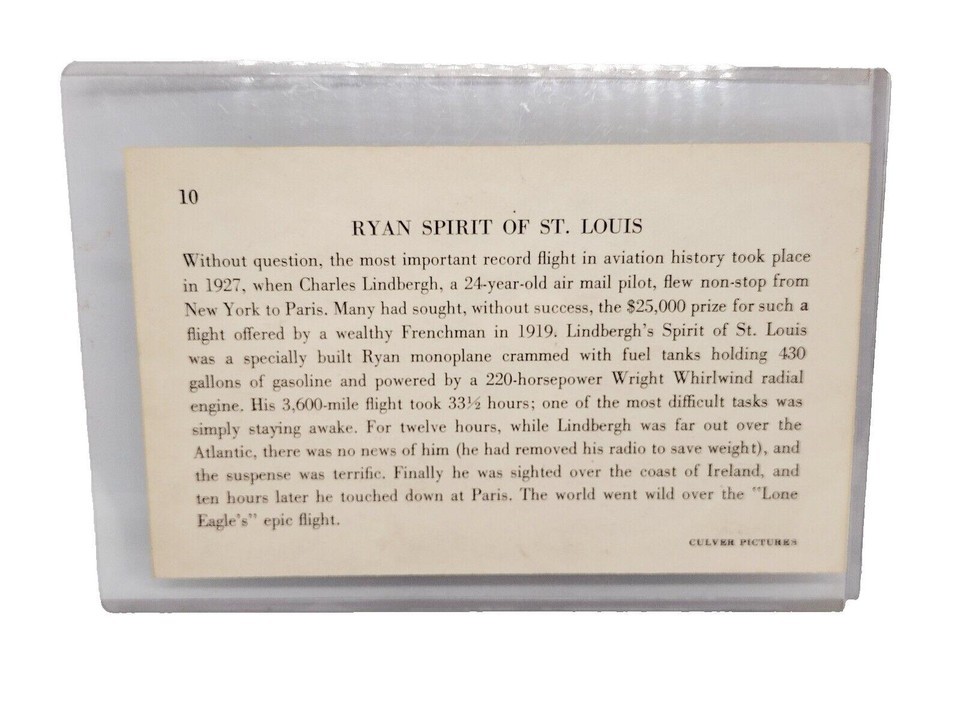 10
RYAN SPIRIT OF ST. LOUIS
Without question, the most important record flight in aviation history took place
in 1927, when Charles Lindbergh, a 24-year-old air mail pilot, flew non-stop from
New York to Paris. Many had sought, without success, the $25,000 prize for such a
flight offered by a wealthy Frenchman in 1919. Lindbergh's Spirit of St. Louis
was a specially built Ryan monoplane crammed with fuel tanks holding 430
gallons of gasoline and powered by a 220-horsepower Wright Whirlwind radial
engine. His 3,600-mile flight took 33½ hours; one of the most difficult tasks was
simply staying awake. For twelve hours, while Lindbergh was far out over the
Atlantic, there was no news of him (he had removed his radio to save weight), and
the suspense was terrific. Finally he was sighted over the coast of Ireland, and
ten hours later he touched down at Paris. The world went wild over the "Lone
Eagle's" epic flight.
CULVER PICTURES